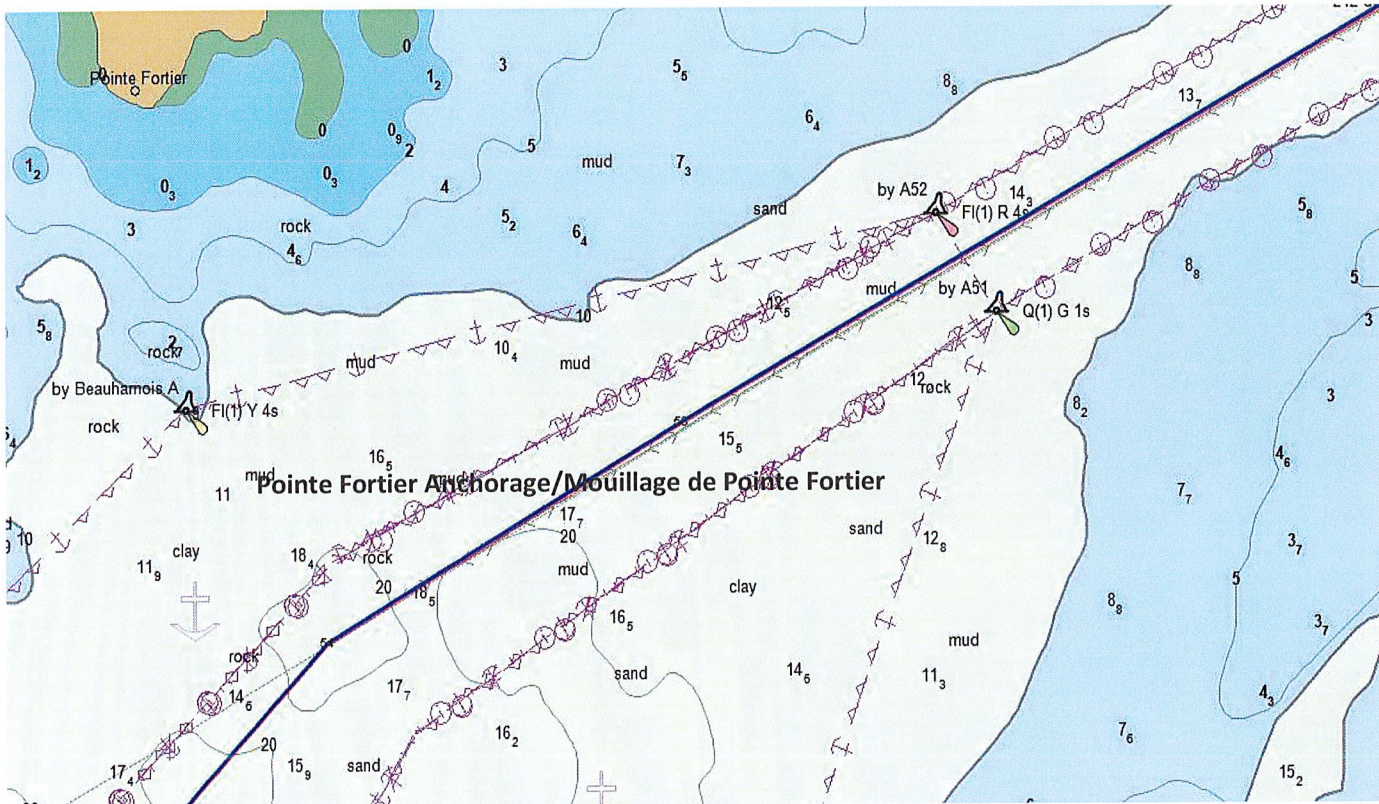 0
Pointe Fortier
0
1₂
3
5₅
8₈
13₇
6₄
0
0₉
2
5
mud
7₃
1₂
0₃
0₃
4
by A52
14₃
Fl(1) R 4s
sand
5₂
5₈
3
rock
4₆
6₄
8₈
5
mud
by A51
12₅
Q(1) G 1s
10
3
5₈
2
rock
10₄
mud
mud
12
rock
by Beauharnois A
Fl(1) Y 4s
8₂
3
rock
15₅
16₅
4₆
mud
mud
11
Pointe Fortier Anchorage/Mouillage de Pointe Fortier
7₇
17₇
20
sand
12₈
10
clay
18₄
rock
3₇
11₉
mud
5
20
18₅
clay
8₈
16₅
3₇
54
mud
rock
sand
14₆
11₃
17₇
14₆
4₃
16₂
7₆
20
15₉
sand
17₄
15₂